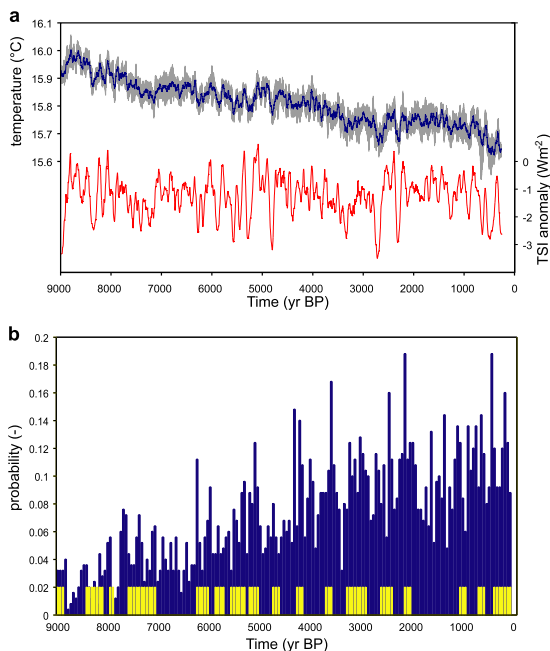 a
16.1
16.0
15.9
15.8
15.7
15.6
temperature (°C)
0
-1
-2
-3
TSI anomaly (Wm-2)
9000 8000 7000 6000 5000 4000 3000 2000 1000 0
Time (yr BP)
b
0.2
0.18
0.16
0.14
0.12
0.1
0.08
0.06
0.04
0.02
0
probability (-)
9000 8000 7000 6000 5000 4000 3000 2000 1000 0
Time (yr BP)